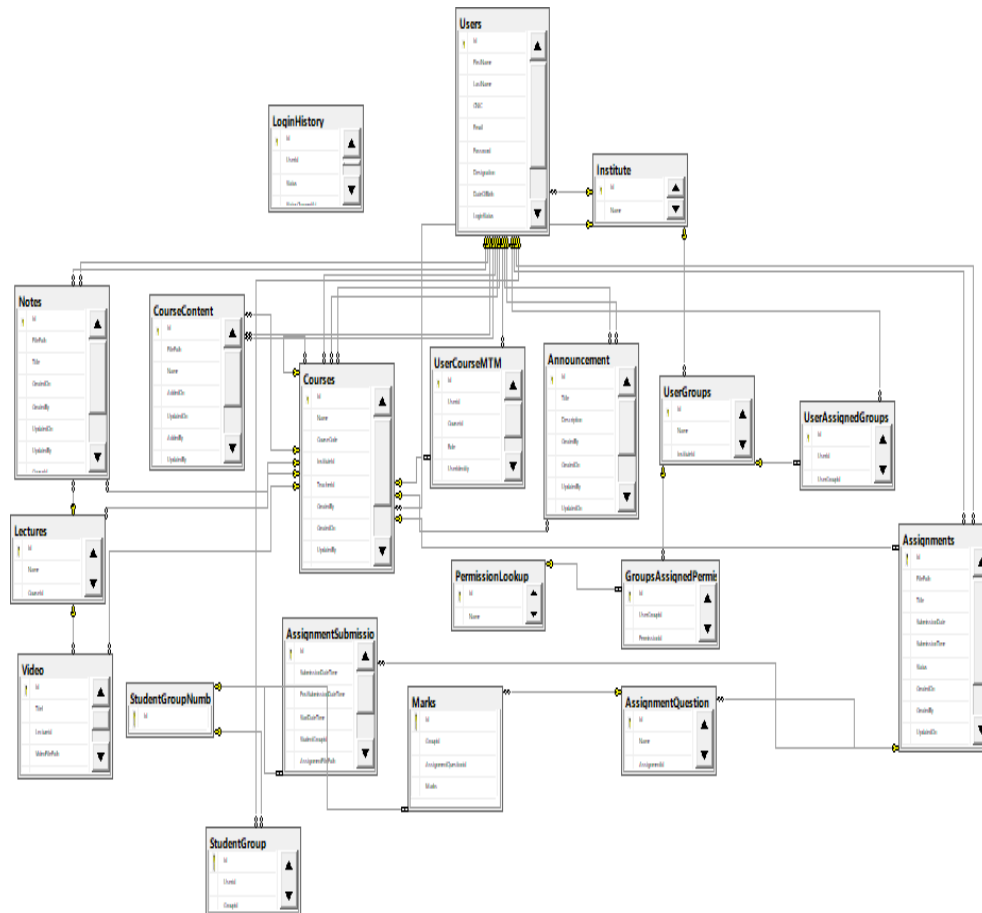 Users
Id
FirstName
LastName
CNIC
Email
Password
Designation
DateOfBirth
LoginStatus
LoginHistory
Id
UserId
Status
Institute
Id
Name
Notes
Id
FilePath
Title
CreatedOn
CreatedBy
UpdatedOn
UpdatedBy
CourseId
CourseContent
Id
FilePath
Name
AddedOn
UpdatedOn
AddedBy
UpdatedBy
Courses
Id
Name
CourseCode
InstituteId
TeacherId
CreatedBy
CreatedOn
UpdatedBy
UserCourseMTM
Id
UserId
CourseId
Role
UserIdentity
Announcement
Id
Title
Description
CreatedBy
CreatedOn
UpdatedBy
UpdatedOn
UserGroups
Id
Name
InstituteId
UserAssignedGroups
Id
UserId
UserGroupId
Lectures
Id
Name
CourseId
Assignments
Id
FilePath
Title
SubmissionDate
SubmissionTime
Status
CreatedOn
CreatedBy
UpdatedOn
PermissionLookup
Id
Name
GroupsAssignedPermi
Id
UserGroupId
PermissionId
Video
Id
LectureId
VideoFilePath
StudentGroupNumb
Id
AssignmentSubmissio
Id
SubmissionDateTime
StartDateTime
StudentGroupId
AssignmentFilePath
Marks
Id
GroupId
AssignmentQuestionId
Marks
AssignmentQuestion
Id
Name
AssignmentId
StudentGroup
Id
UserId
GroupId